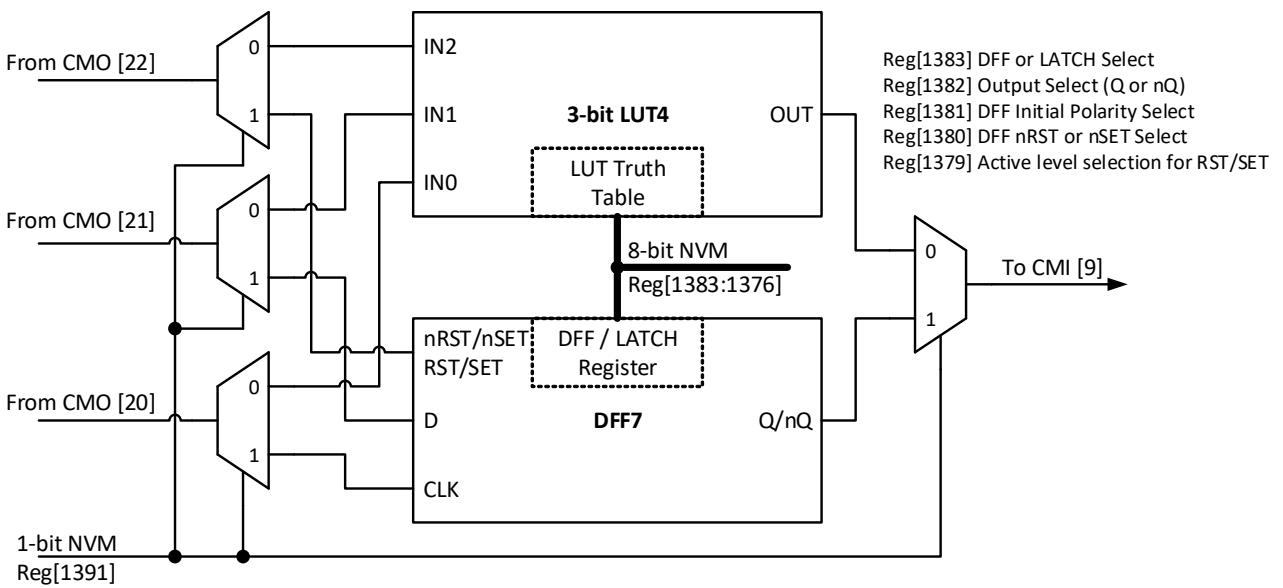 From CMO [22]
0
1
IN2
IN1
IN0
3-bit LUT4
OUT
LUT Truth
Table
Reg[1383] DFF or LATCH Select
Reg[1382] Output Select (Q or nQ)
Reg[1381] DFF Initial Polarity Select
Reg[1380] DFF nRST or nSET Select
Reg[1379] Active level selection for RST/SET
From CMO [21]
0
1
8-bit NVM
Reg[1383:1376]
0
1
To CMI [9]
From CMO [20]
0
1
nRST/nSET
RST/SET
D
CLK
DFF / LATCH
Register
DFF7
Q/nQ
1-bit NVM
Reg[1391]